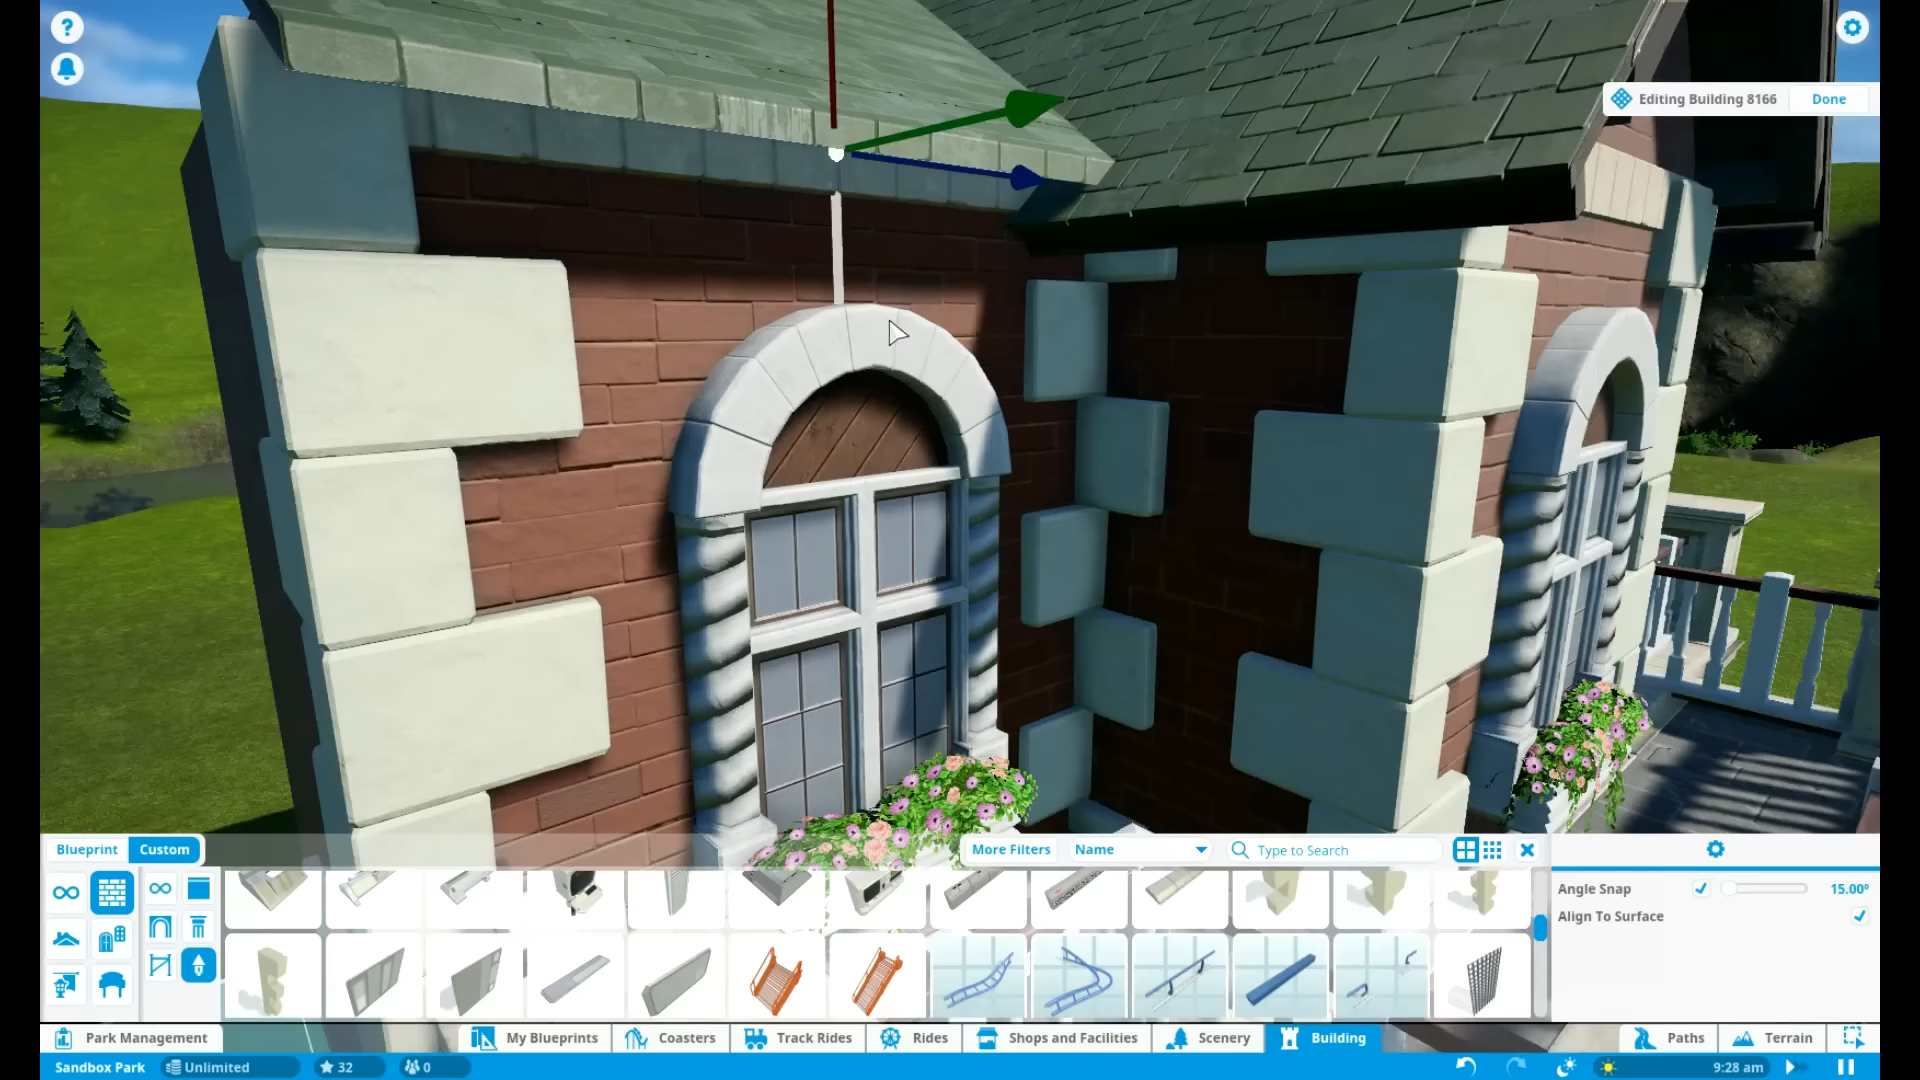 ?
Editing Building 8166 Done
Blueprint Custom
More Filters Name Type to Search
Angle Snap 15.00°
Align To Surface
Park Management My Blueprints Coasters Track Rides Rides Shops and Facilities Scenery Building Paths Terrain
Sandbox Park Unlimited 32 0 9:28 am